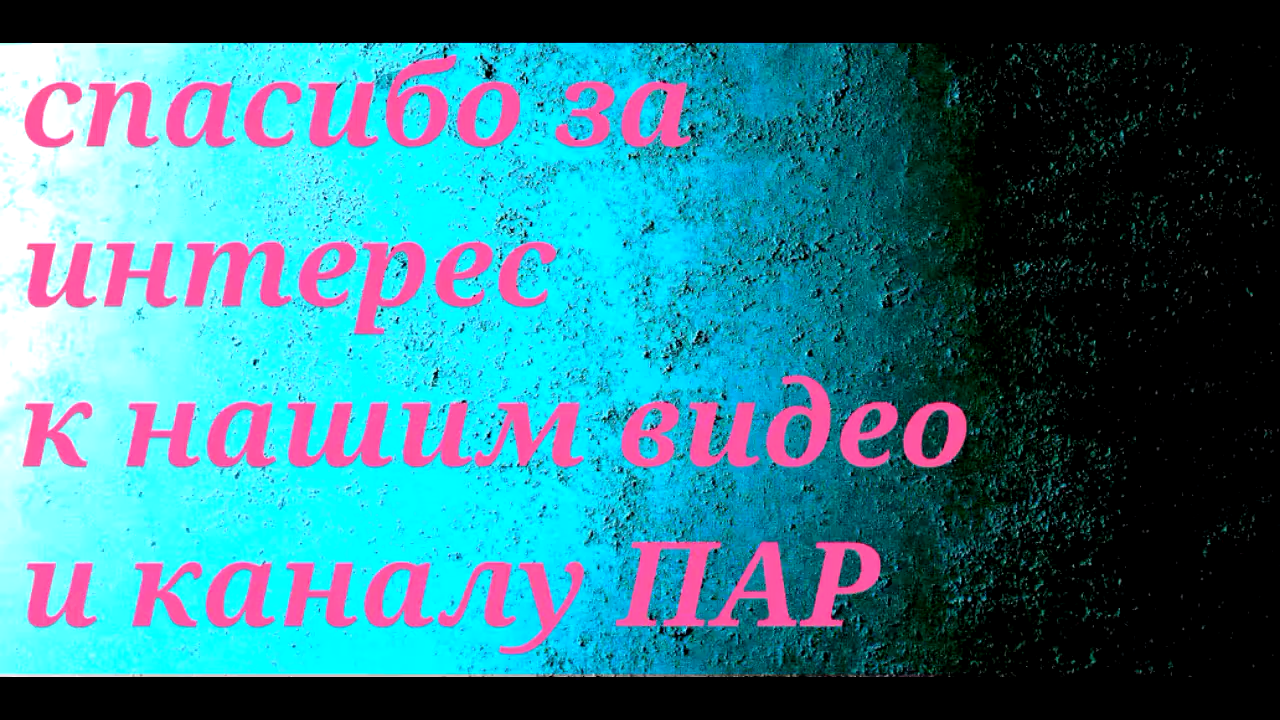 спасибо за
интерес
к нашим видео
и каналу ПАР